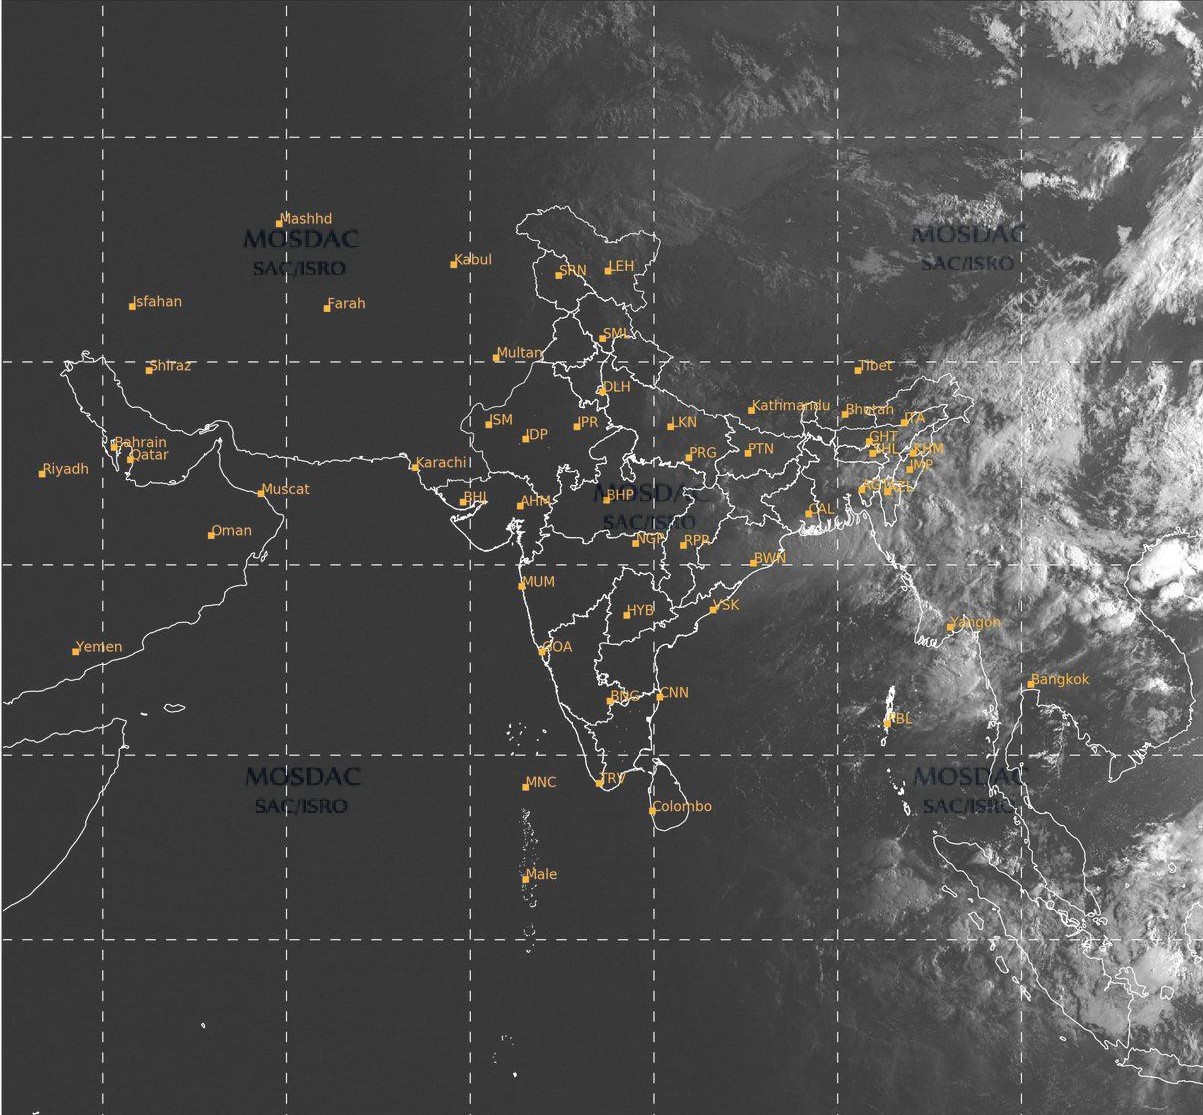 Mashhd
MOSDAC
SAC/ISRO
MOSDAC
SAC/ISRO
Kabul
SRN
LEH
Isfahan
Farah
SML
Multan
Shiraz
Tibet
DLH
Kathmandu
Bhutan
ITA
JSM
JDP
JPR
LKN
GHT
SHL
KHM
IMP
Bahrain
Qatar
PRG
PTN
Riyadh
Karachi
Muscat
BHJ
AHM
MOSDAC
SAC/ISRO
BHP
AGT
AZL
CAL
Oman
NGP
RPR
BWN
MUM
HYB
VSK
Yangon
Yemen
GOA
Bangkok
BNG
CNN
PBL
MOSDAC
SAC/ISRO
MNC
TRV
MOSDAC
SAC/ISRO
Colombo
Male